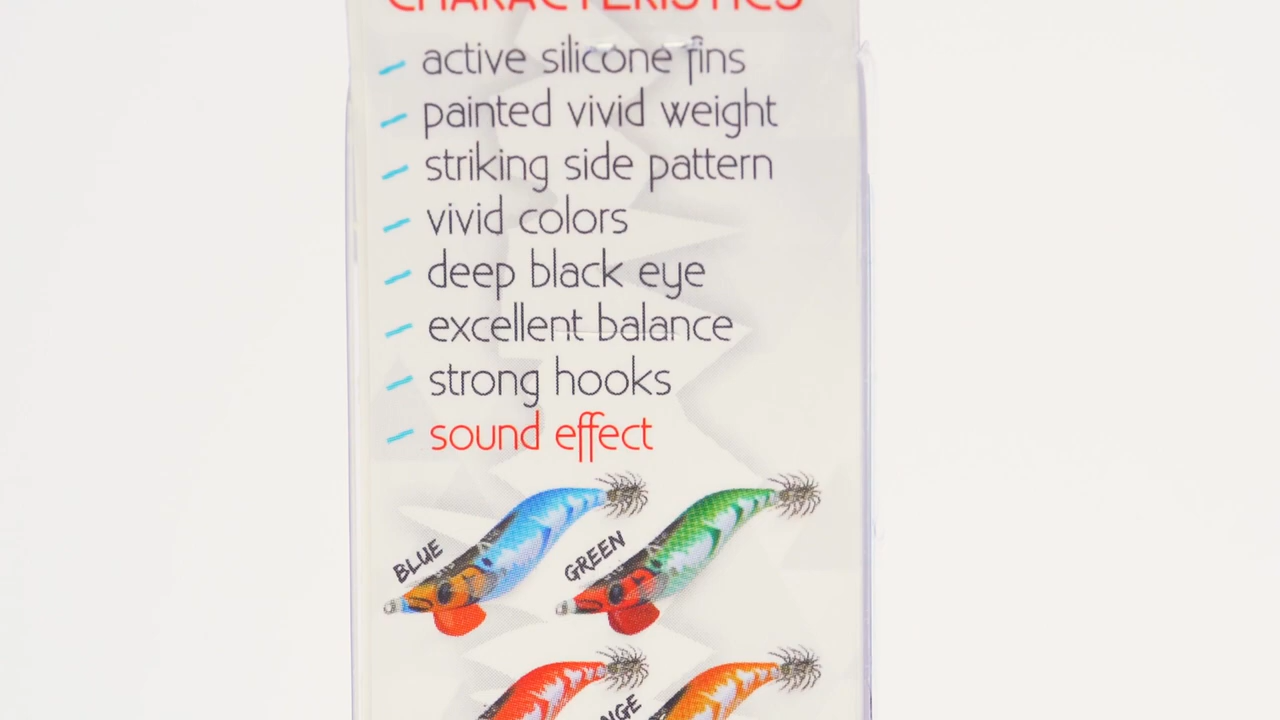 CHARACTERISTICS
active silicone fins
painted vivid weight
striking side pattern
vivid colors
deep black eye
excellent balance
strong hooks
sound effect
BLUE
GREEN